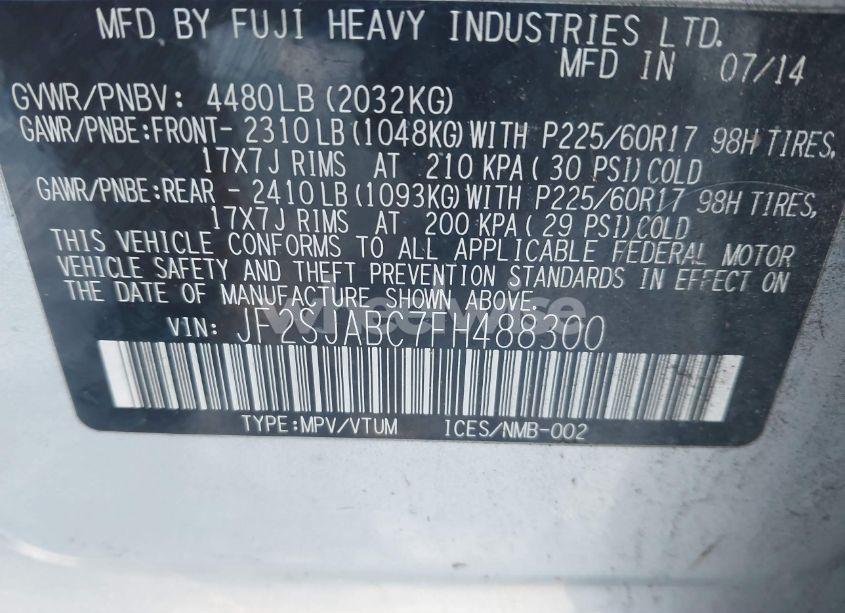 MFD BY FUJI HEAVY INDUSTRIES LTD.
MFD IN 07/14
GVWR/PNBV: 4480LB(2032KG)
GAWR/PNBE:FRONT- 2310LB(1048KG)WITH P225/60R17 98H TIRES,
17X7J RIMS AT 210 KPA( 30 PSI)COLD
GAWR/PNBE:REAR - 2410LB(1093KG)WITH P225/60R17 98H TIRES,
17X7J RIMS AT 200 KPA( 29 PSI)COLD
THIS VEHICLE CONFORMS TO ALL APPLICABLE FEDERAL MOTOR
VEHICLE SAFETY AND THEFT PREVENTION STANDARDS IN EFFECT ON
THE DATE OF MANUFACTURE SHOWN ABOVE.
VIN: JF2SJABC7FH488300
TYPE:MPV/VTUM ICES/NMB-002